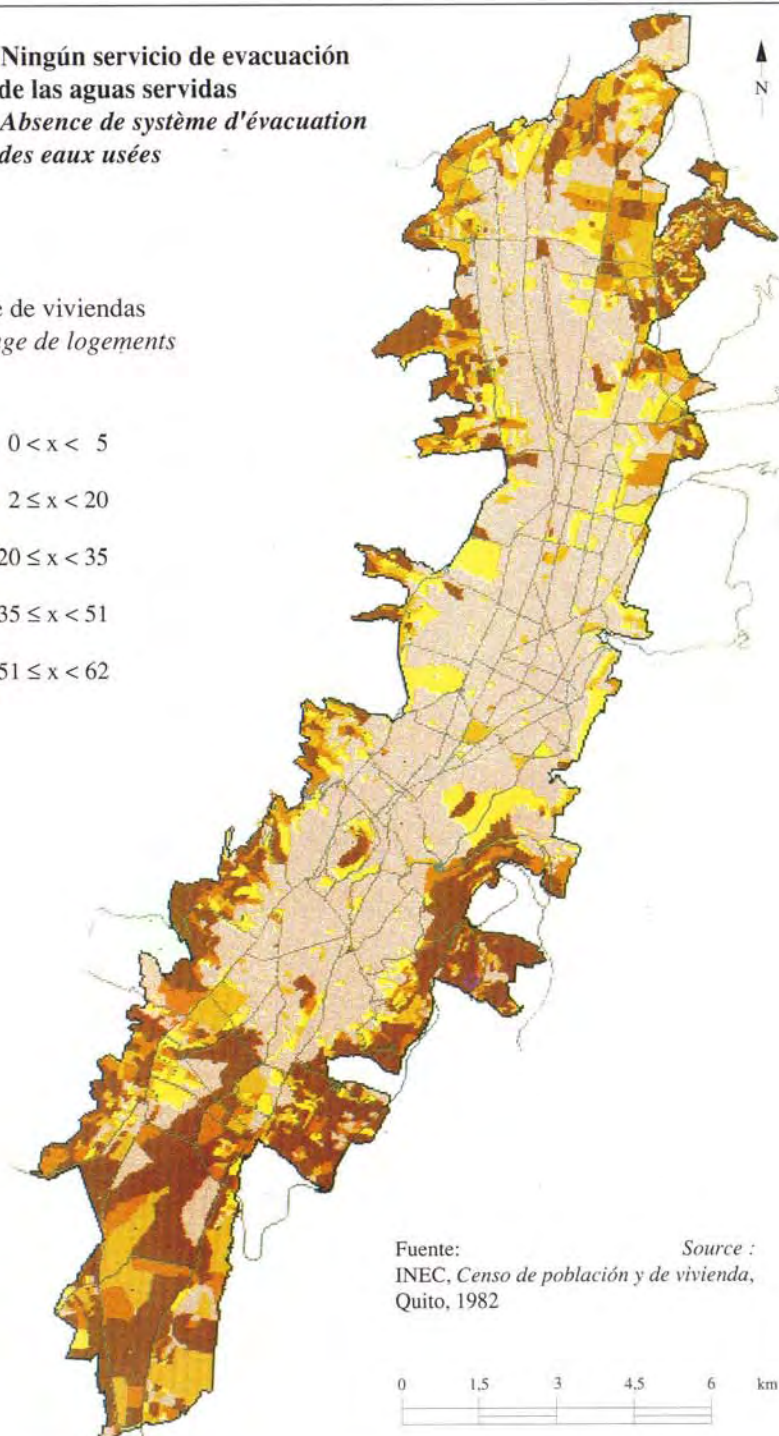 Ningún servicio de evacuación
de las aguas servidas
Absence de système d'évacuation
des eaux usées
N
de viviendas
de logements
0 < x < 5
2 ≤ x < 20
20 ≤ x < 35
35 ≤ x < 51
51 ≤ x < 62
Fuente: Source :
INEC, Censo de población y de vivienda,
Quito, 1982
0 1,5 3 4,5 6 km